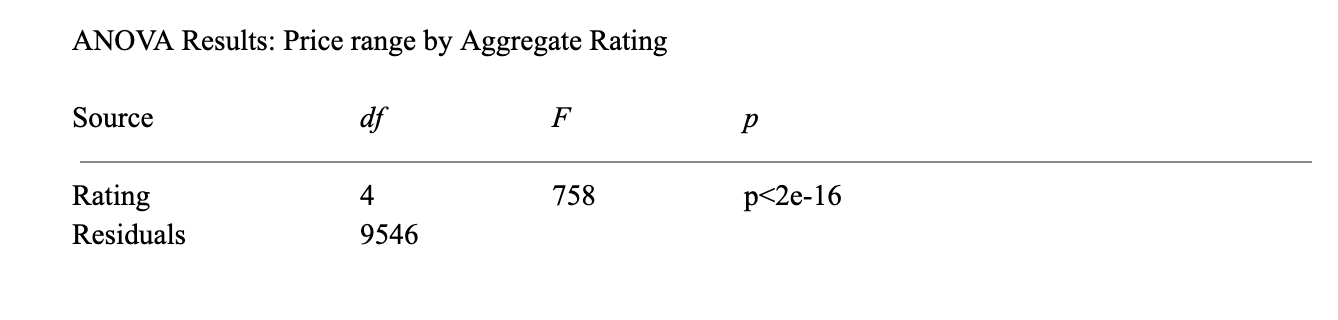 ANOVA Results: Price range by Aggregate Rating
Source df F p
Rating 4 758 p<2e-16
Residuals 9546